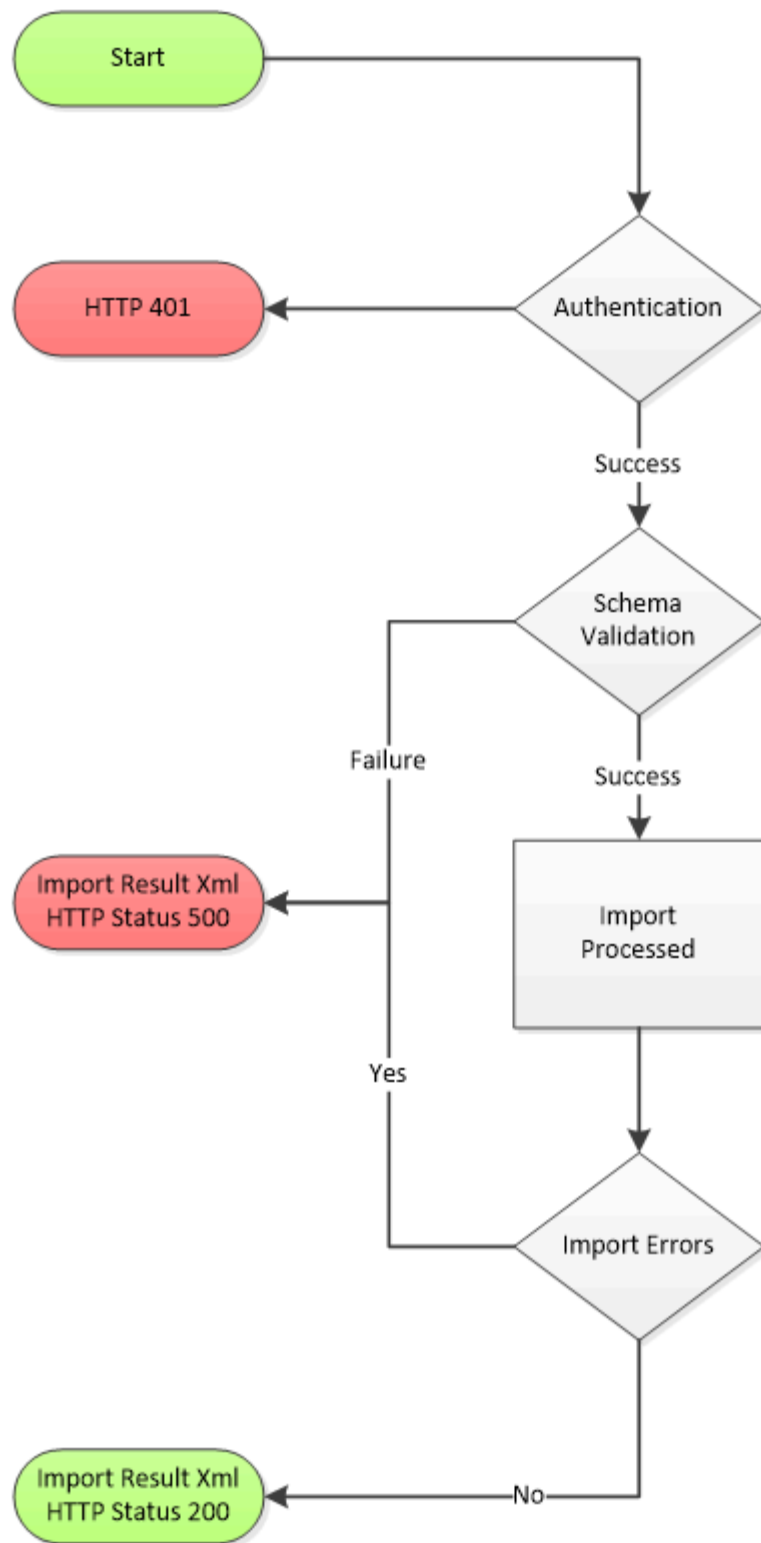 Start
HTTP 401
Authentication
Success
Schema
Validation
Failure
Success
Import Result Xml
HTTP Status 500
Import
Processed
Yes
Import Errors
Import Result Xml
HTTP Status 200
No